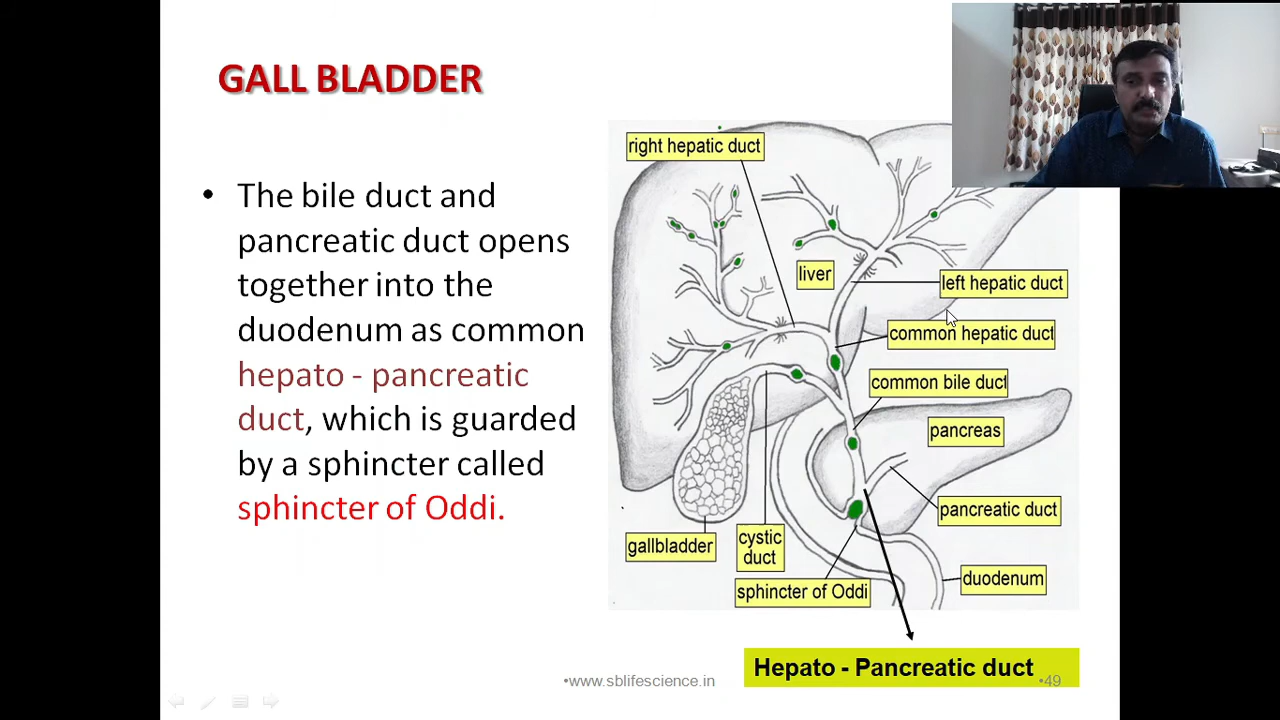 GALL BLADDER
• The bile duct and
pancreatic duct opens
together into the
duodenum as common
hepato - pancreatic
duct, which is guarded
by a sphincter called
sphincter of Oddi.
right hepatic duct
liver
left hepatic duct
common hepatic duct
common bile duct
pancreas
pancreatic duct
gallbladder
cystic
duct
sphincter of Oddi
duodenum
Hepato - Pancreatic duct
•www.sblifescience.in
•49